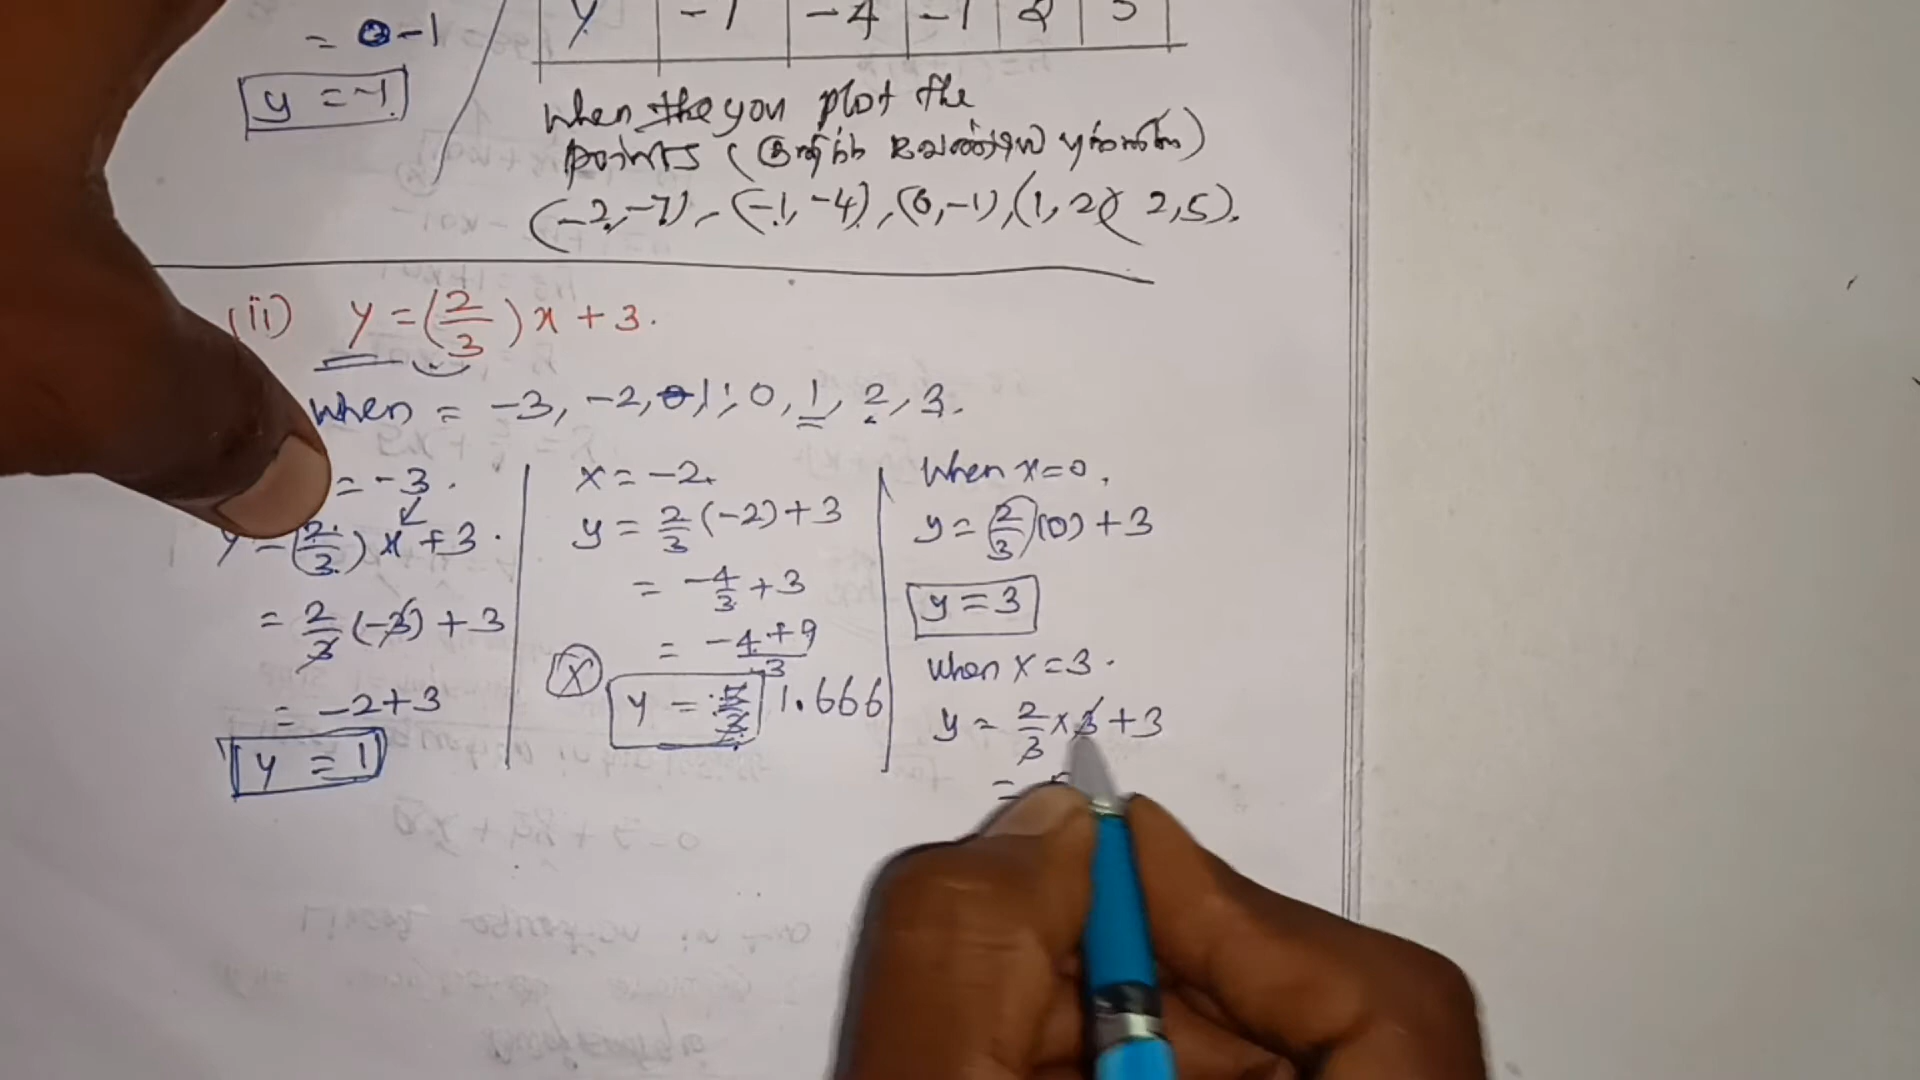 = 0-1
y = -1
y -7 -4 -1 2 5
When the you plot the
points (குறிக்க வேண்டிய புள்ளிகள்)
(-2,-7), (-1,-4), (0,-1), (1,2)( 2,5).
(ii) y = (2/3) x + 3.
When = -3, -2, -1, 0, 1, 2, 3.
= -3.
y = (2/3) x + 3.
= 2/3 (-3) + 3
= -2+3
y = 1
x = -2.
y = 2/3 (-2) + 3
= -4/3 + 3
= -4+9/3
x
y = 5/3 1.666
When x=0,
y = (2/3)(0) + 3
y = 3
When x = 3.
y = 2/3 x 3 + 3
=